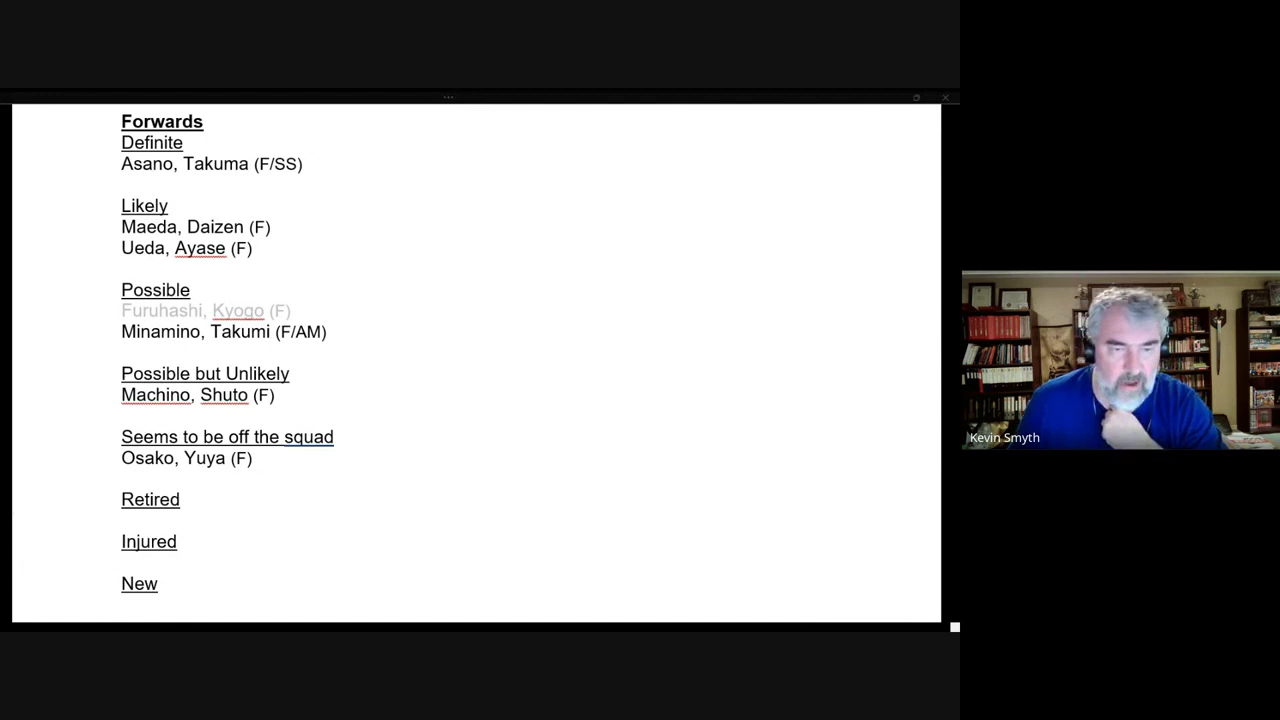 Forwards
Definite
Asano, Takuma (F/SS)
Likely
Maeda, Daizen (F)
Ueda, Ayase (F)
Possible
Furuhashi, Kyogo (F)
Minamino, Takumi (F/AM)
Possible but Unlikely
Machino, Shuto (F)
Seems to be off the squad
Osako, Yuya (F)
Retired
Injured
New
Kevin Smyth